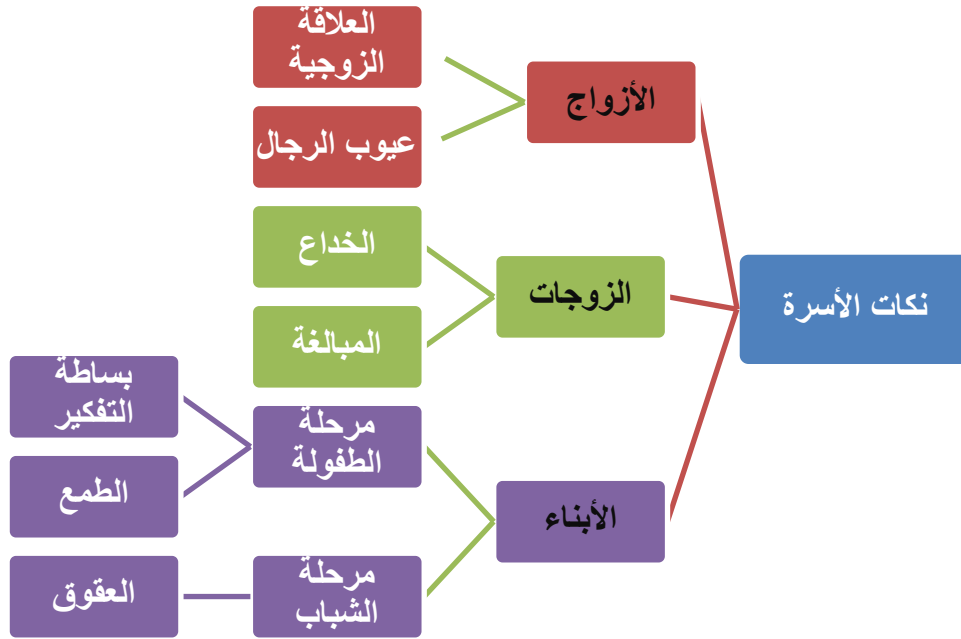 نكات الأسرة
الأزواج
العلاقة
الزوجية
عيوب الرجال
الزوجات
الخداع
المبالغة
الأبناء
مرحلة
الطفولة
بساطة
التفكير
الطمع
مرحلة
الشباب
العقوق